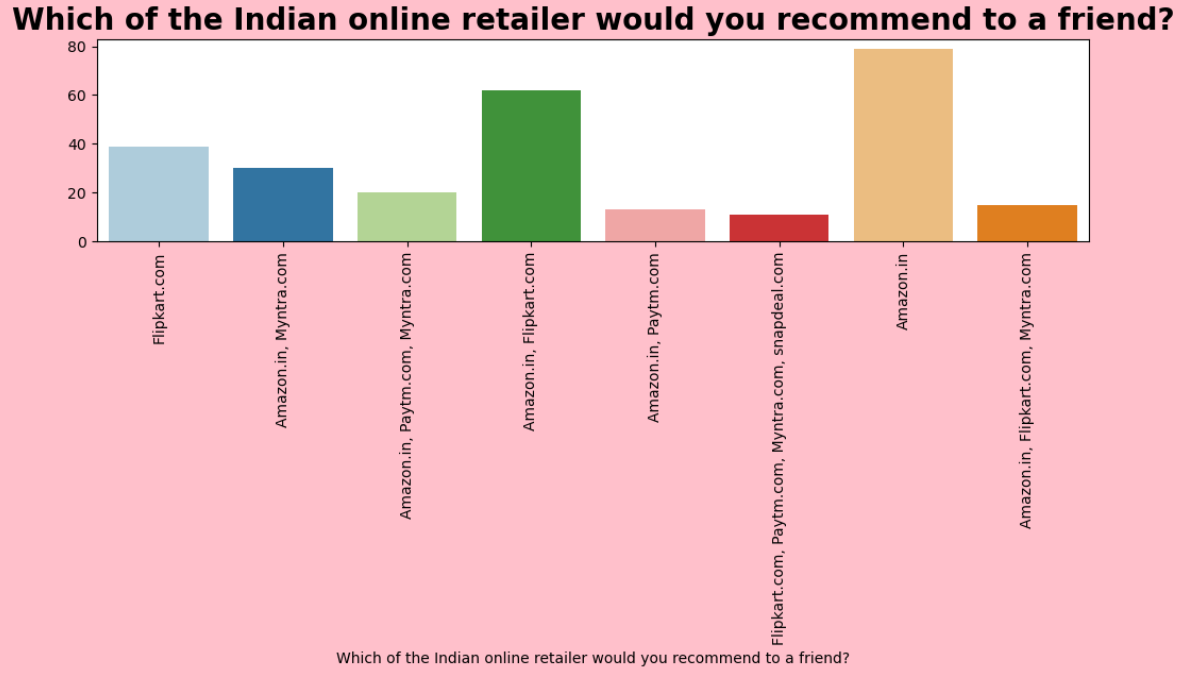 Which of the Indian online retailer would you recommend to a friend?
80
60
40
20
0
Flipkart.com
Amazon.in, Myntra.com
Amazon.in, Paytm.com, Myntra.com
Amazon.in, Flipkart.com
Amazon.in, Paytm.com
Flipkart.com, Paytm.com, Myntra.com, snapdeal.com
Amazon.in
Amazon.in, Flipkart.com, Myntra.com
Which of the Indian online retailer would you recommend to a friend?